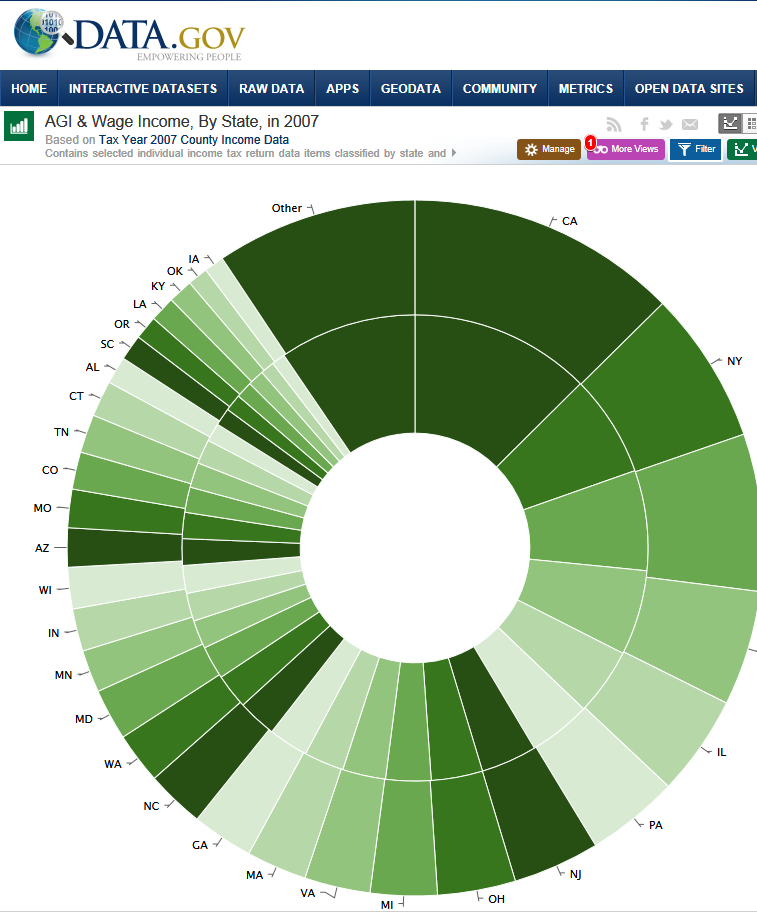 DATA.GOV
EMPOWERING PEOPLE
HOME INTERACTIVE DATASETS RAW DATA APPS GEODATA COMMUNITY METRICS OPEN DATA SITES
AGI & Wage Income, By State, in 2007
Based on Tax Year 2007 County Income Data
Contains selected individual income tax return data items classified by state and
Manage 1 More Views Filter V
Other
CA
IA
OK
KY
LA
OR
SC
NY
AL
CT
TN
CO
MO
AZ
WI
IN
MN
MD
IL
WA
NC
PA
GA
MA
NJ
VA
OH
MI